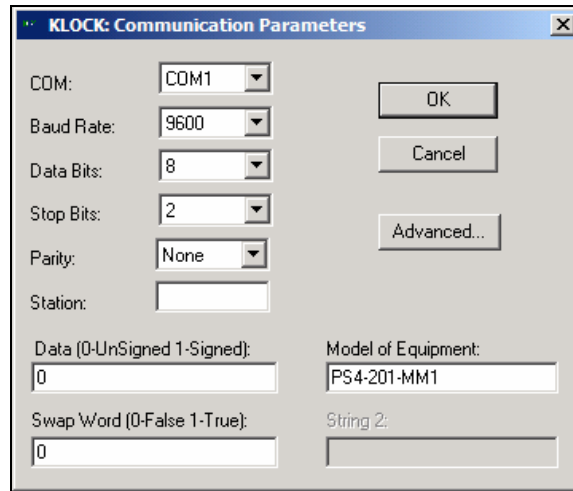 KLOCK: Communication Parameters
COM: COM1
OK
Baud Rate: 9600
Cancel
Data Bits: 8
Stop Bits: 2
Advanced...
Parity: None
Station:
Data (0-UnSigned 1-Signed): Model of Equipment:
0 PS4-201-MM1
Swap Word (0-False 1-True): String 2:
0